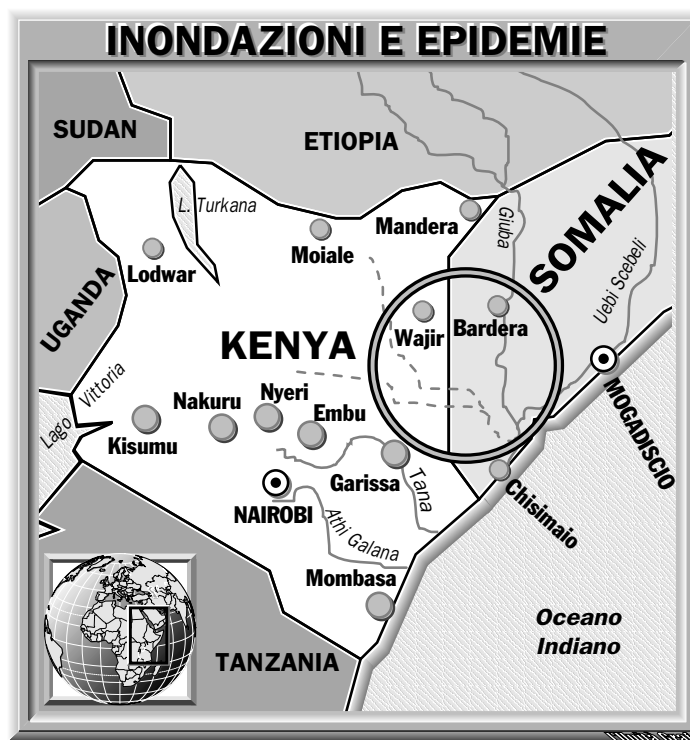 INONDAZIONI E EPIDEMIE
SUDAN
ETIOPIA
SOMALIA
L. Turkana
Mandera
Giuba
Moiale
Lodwar
Uebi Scebeli
UGANDA
KENYA
Wajir
Bardera
Lago Vittoria
MOGADISCIO
Nakuru
Nyeri
Embu
Kisumu
Garissa
Tana
Chisimaio
NAIROBI
Athi Galana
Mombasa
Oceano
Indiano
TANZANIA